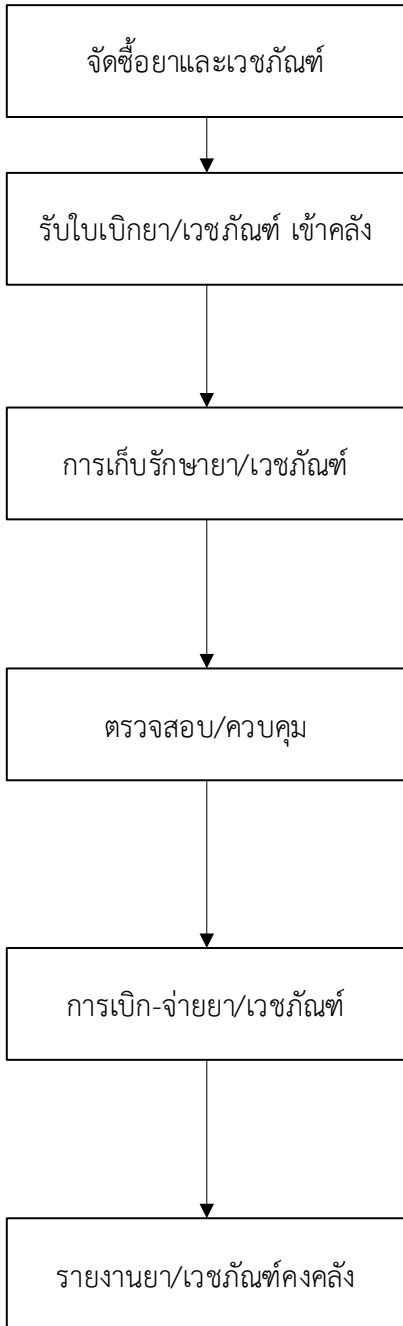 จัดซื้อยาและเวชภัณฑ์
รับใบเบิกยา/เวชภัณฑ์ เข้าคลัง
การเก็บรักษายา/เวชภัณฑ์
ตรวจสอบ/ควบคุม
การเบิก-จ่ายยา/เวชภัณฑ์
รายงานยา/เวชภัณฑ์คงคลัง